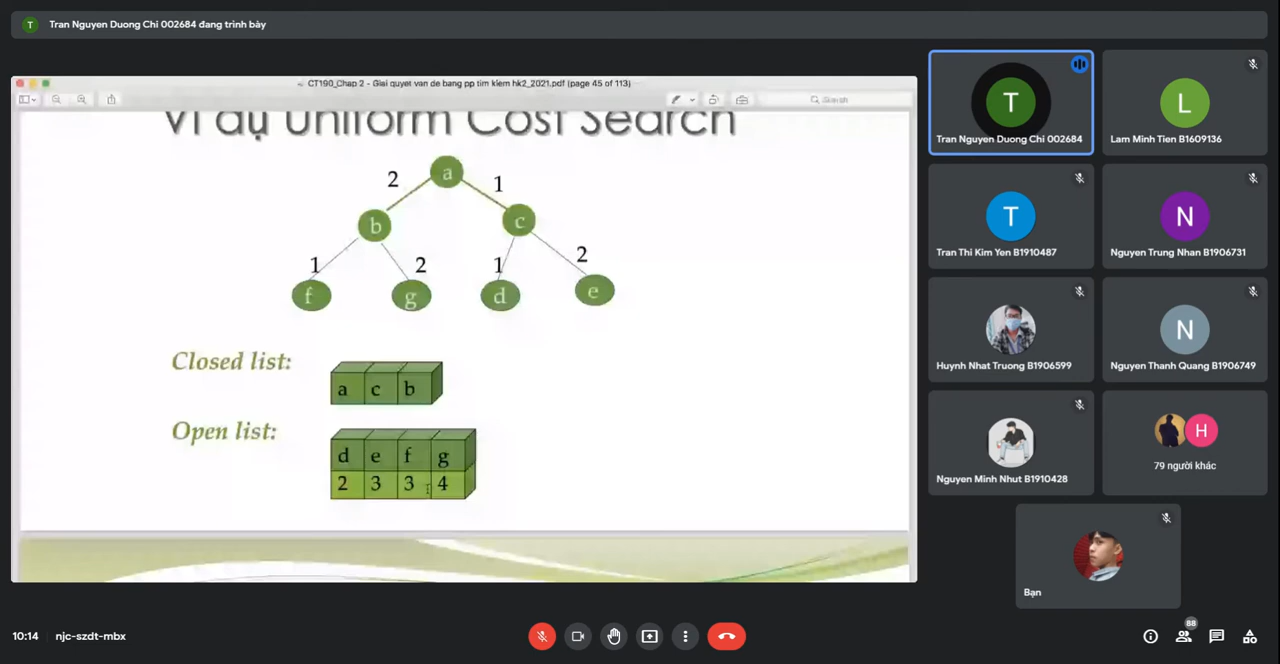 T Tran Nguyen Duong Chi 002684 đang trình bày
CT190_Chap 2 - Giai quyet van de bang pp tim kiem hk2_2021.pdf (page 45 of 113)
Ví dụ Uniform Cost Search
a
2 1
b c
1 2 1 2
f g d e
Closed list:
a c b
Open list:
d e f g
2 3 3 4
T
Tran Nguyen Duong Chi 002684
L
Lam Minh Tien B1609136
T
Tran Thi Kim Yen B1910487
N
Nguyen Trung Nhan B1906731
Huynh Nhat Truong B1906599
N
Nguyen Thanh Quang B1906749
Nguyen Minh Nhut B1910428
H
79 người khác
Bạn
10:14 njc-szdt-mbx
88